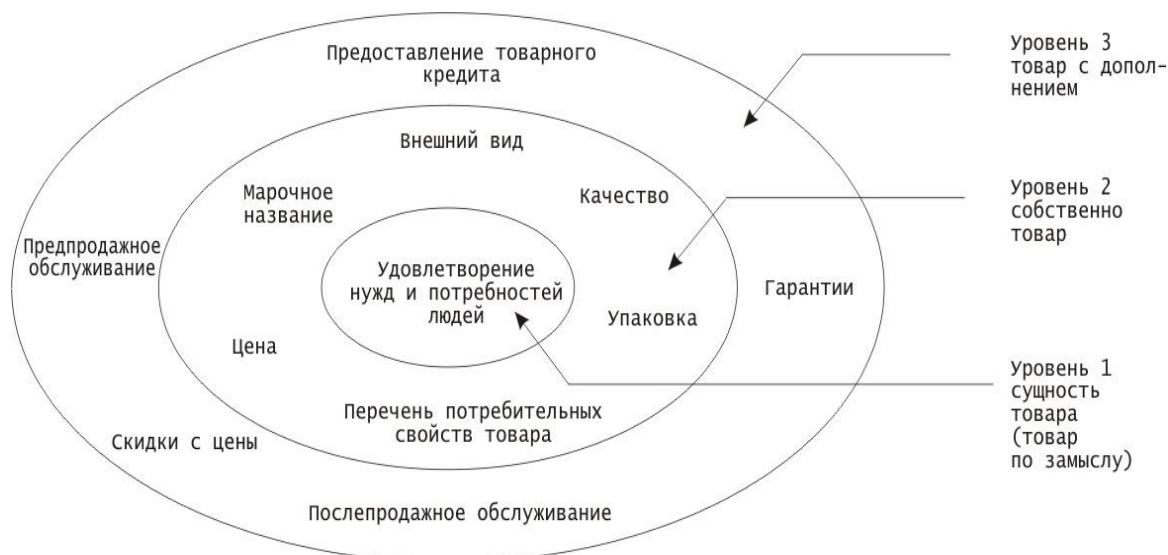 Предоставление товарного
кредита
Внешний вид
Марочное
название
Качество
Предпродажное
обслуживание
Удовлетворение
нужд и потребностей
людей
Гарантии
Упаковка
Цена
Перечень потребительных
свойств товара
Скидки с цены
Послепродажное обслуживание
Уровень 3
товар с допол-
нением
Уровень 2
собственно
товар
Уровень 1
сущность
товара
(товар
по замыслу)